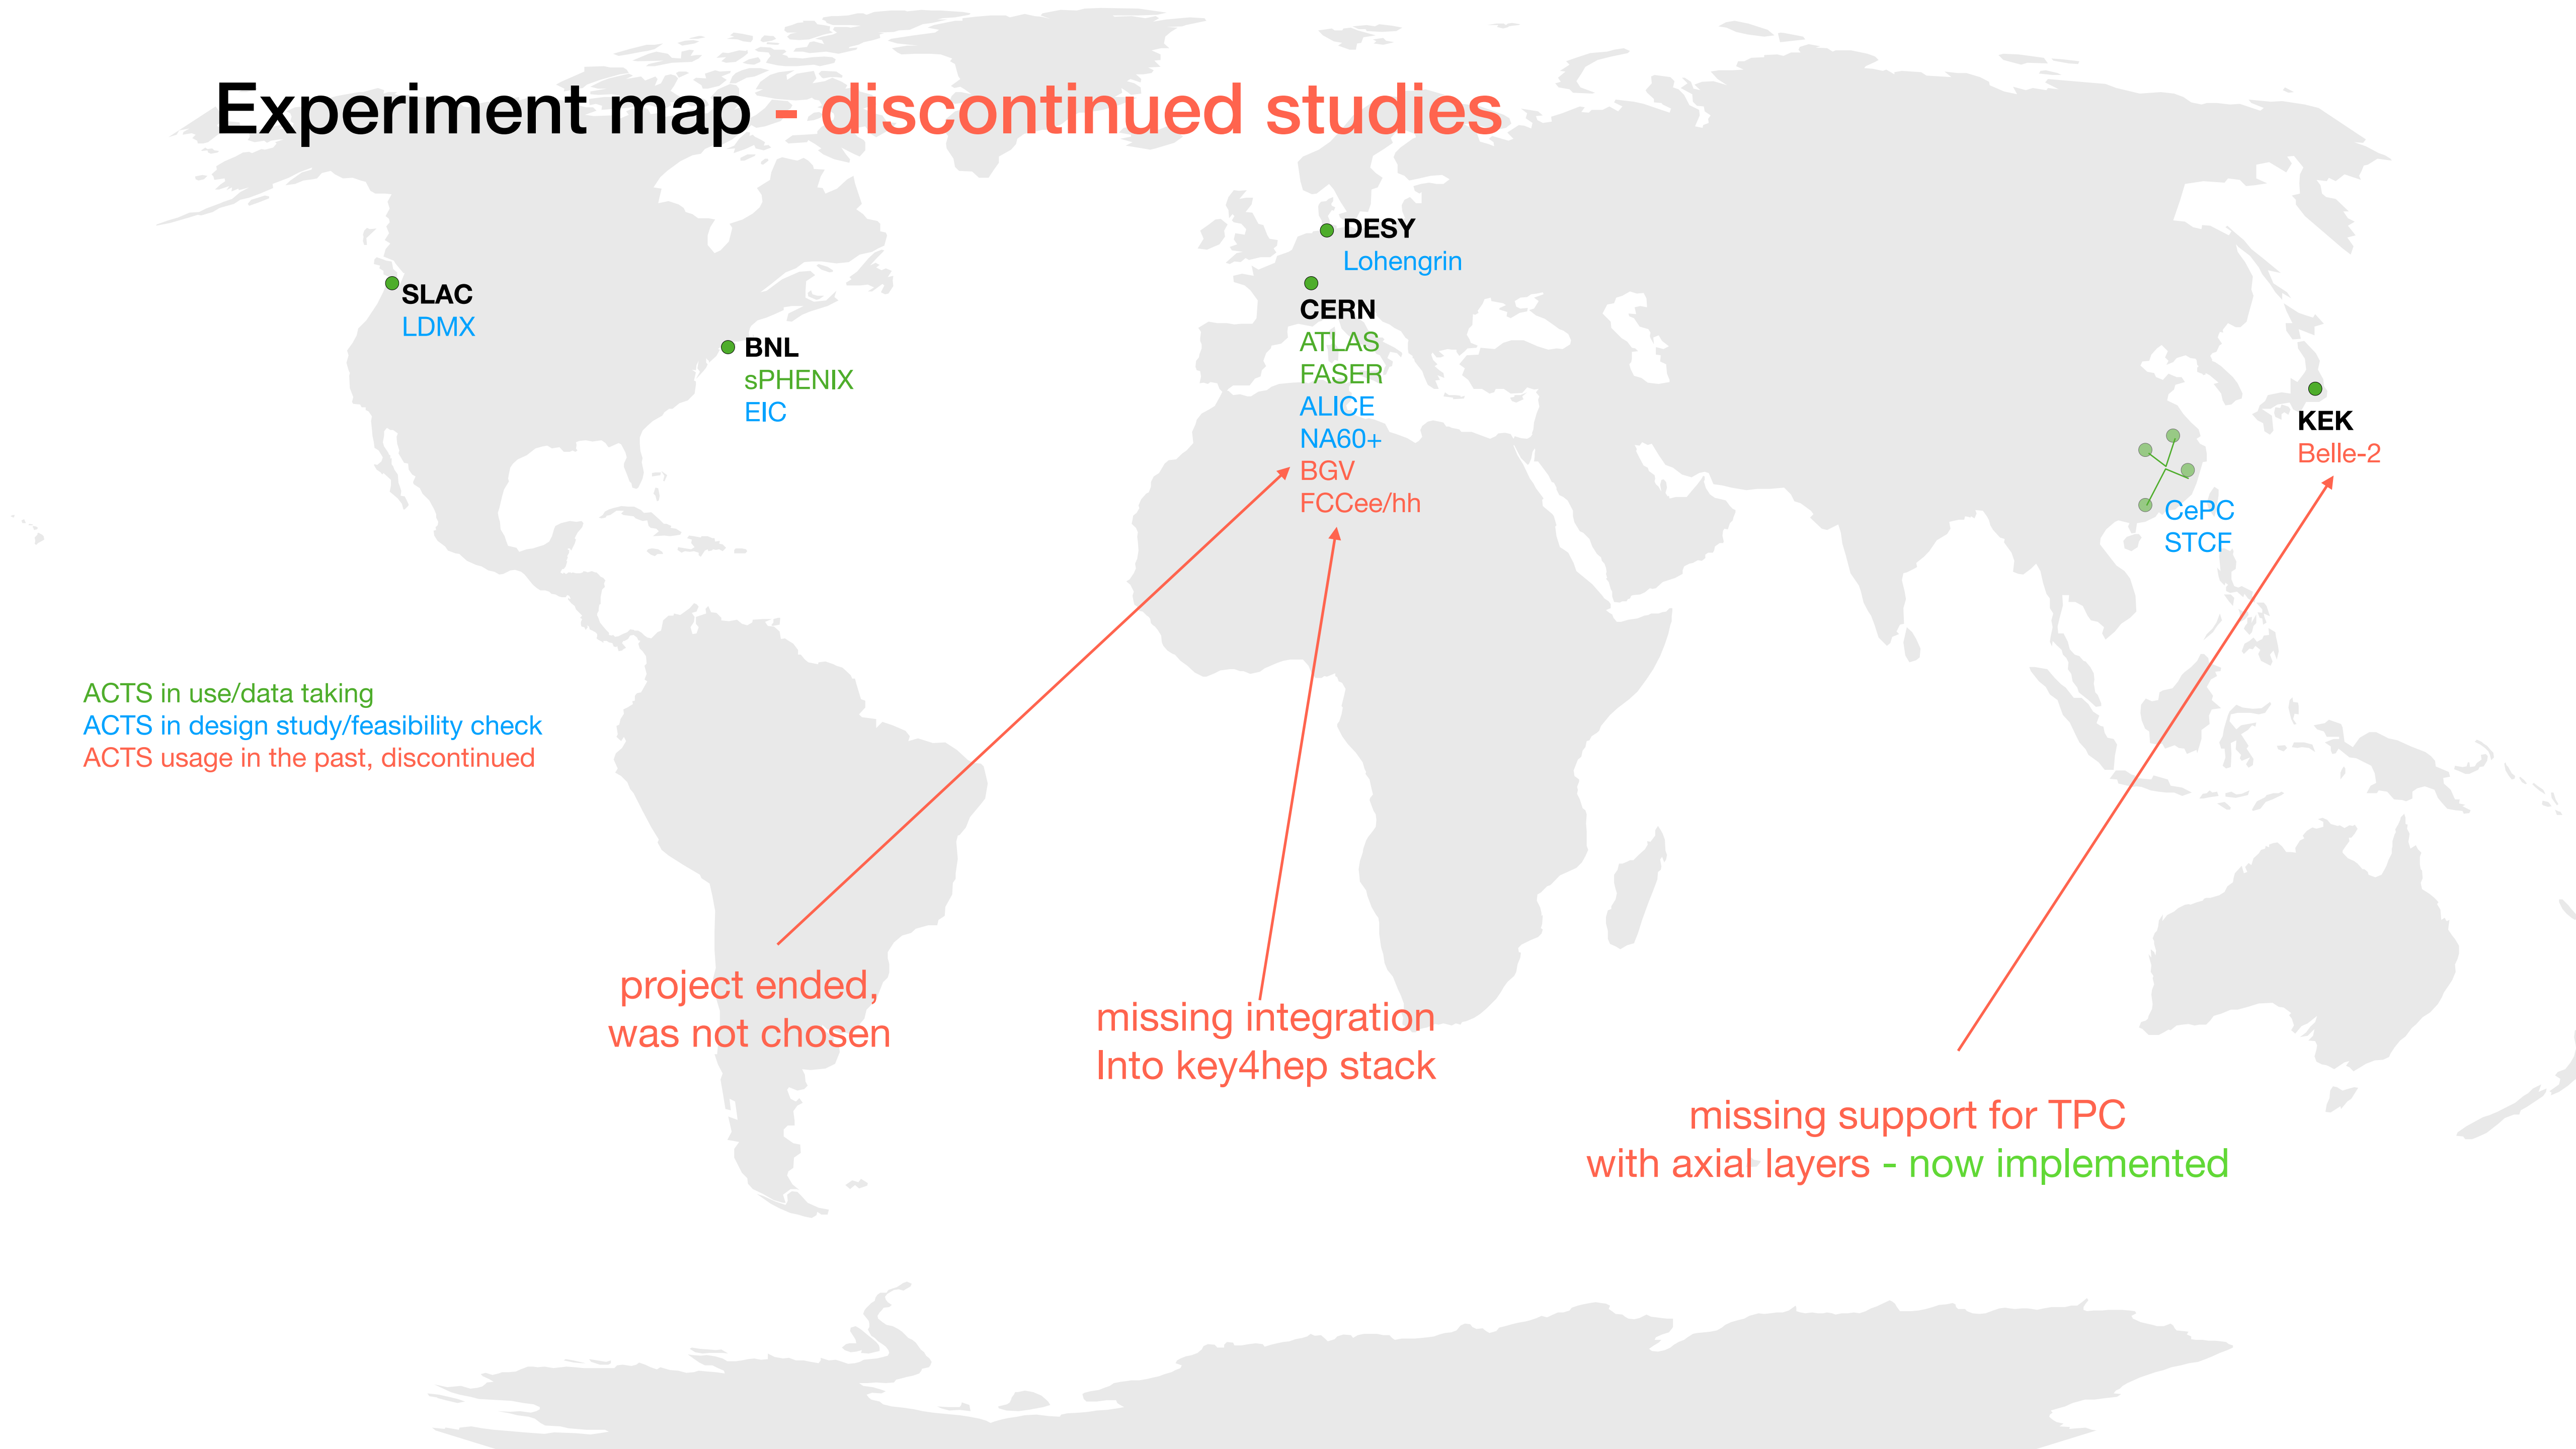 Experiment map - discontinued studies
DESY
Lohengrin
SLAC
LDMX
BNL
sPHENIX
EIC
CERN
ATLAS
FASER
ALICE
NA60+
BGV
FCCee/hh
KEK
Belle-2
CePC
STCF
ACTS in use/data taking
ACTS in design study/feasibility check
ACTS usage in the past, discontinued
project ended,
was not chosen
missing integration
Into key4hep stack
missing support for TPC
with axial layers - now implemented